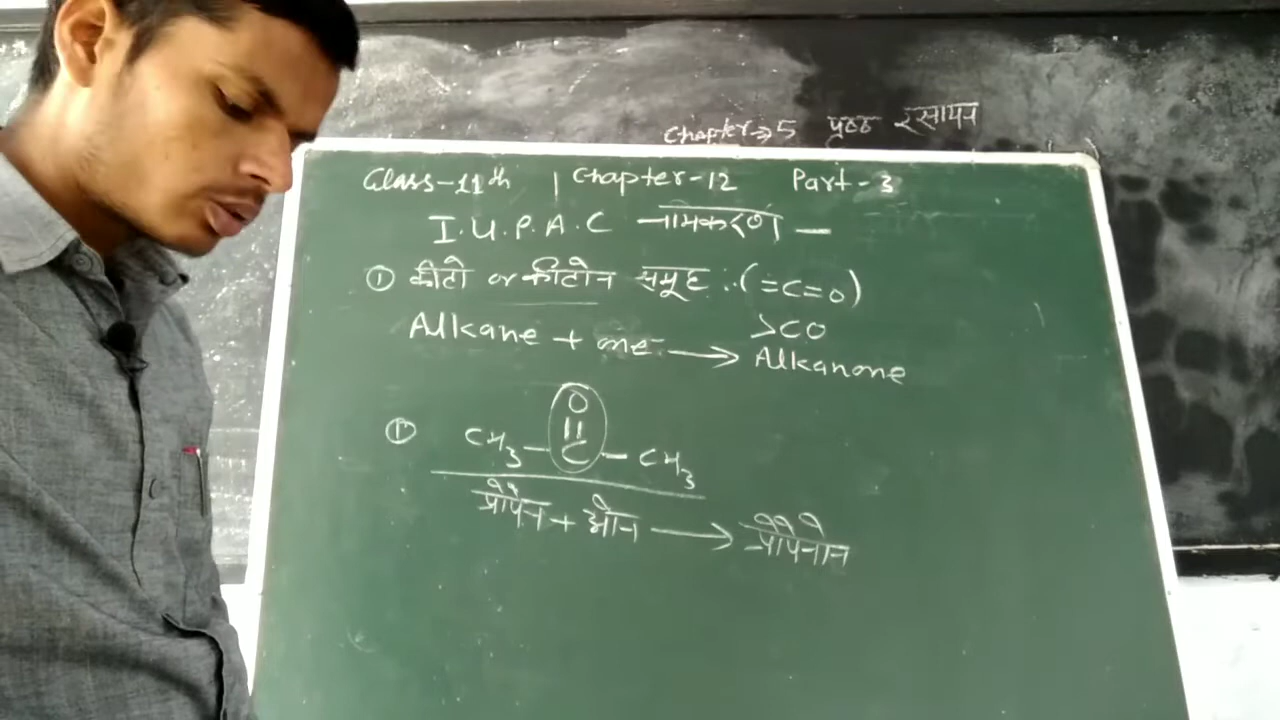 Chapter⇒5 पृष्ठ रसायन
Class-11th | Chapter-12 Part-3
I.U.P.A.C नामकरण —
① कीटो or कीटोन समूह :- (=C=O)
>CO
Alkane + one ⟶ Alkanone
①
O
||
CH3 - C - CH3
प्रोपेन + ओन ⟶ प्रोपेनोन